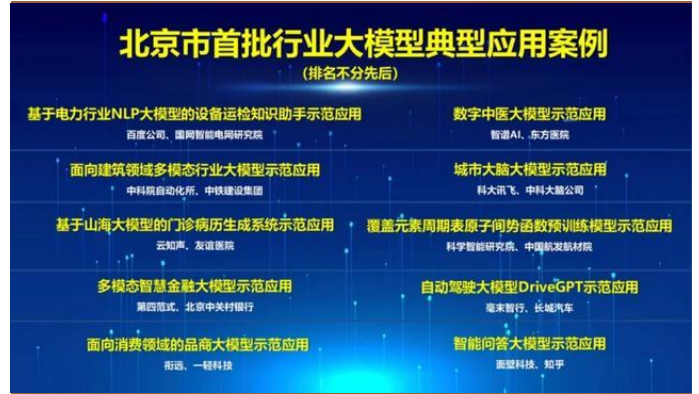 北京市首批行业大模型典型应用案例
(排名不分先后)
基于电力行业NLP大模型的设备运检知识助手示范应用
百度公司、国网智能电网研究院
数字中医大模型示范应用
智谱AI、东方医院
面向建筑领域多模态行业大模型示范应用
中科院自动化所、中铁建设集团
城市大脑大模型示范应用
科大讯飞、中科大脑公司
基于山海大模型的门诊病历生成系统示范应用
云知声、友谊医院
覆盖元素周期表原子间势函数预训练模型示范应用
科学智能研究院、中国航发航材院
多模态智慧金融大模型示范应用
第四范式、北京中关村银行
自动驾驶大模型DriveGPT示范应用
毫末智行、长城汽车
面向消费领域的品商大模型示范应用
衔远、一轻科技
智能问答大模型示范应用
面壁科技、知乎